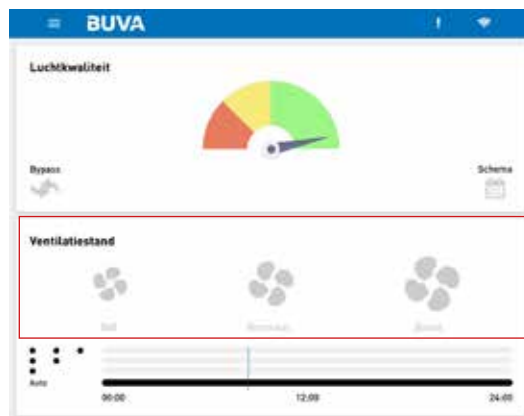 BUVA
Luchtkwaliteit
Bypass
Schema
Ventilatiestand
Auto
00:00
12:00
24:00